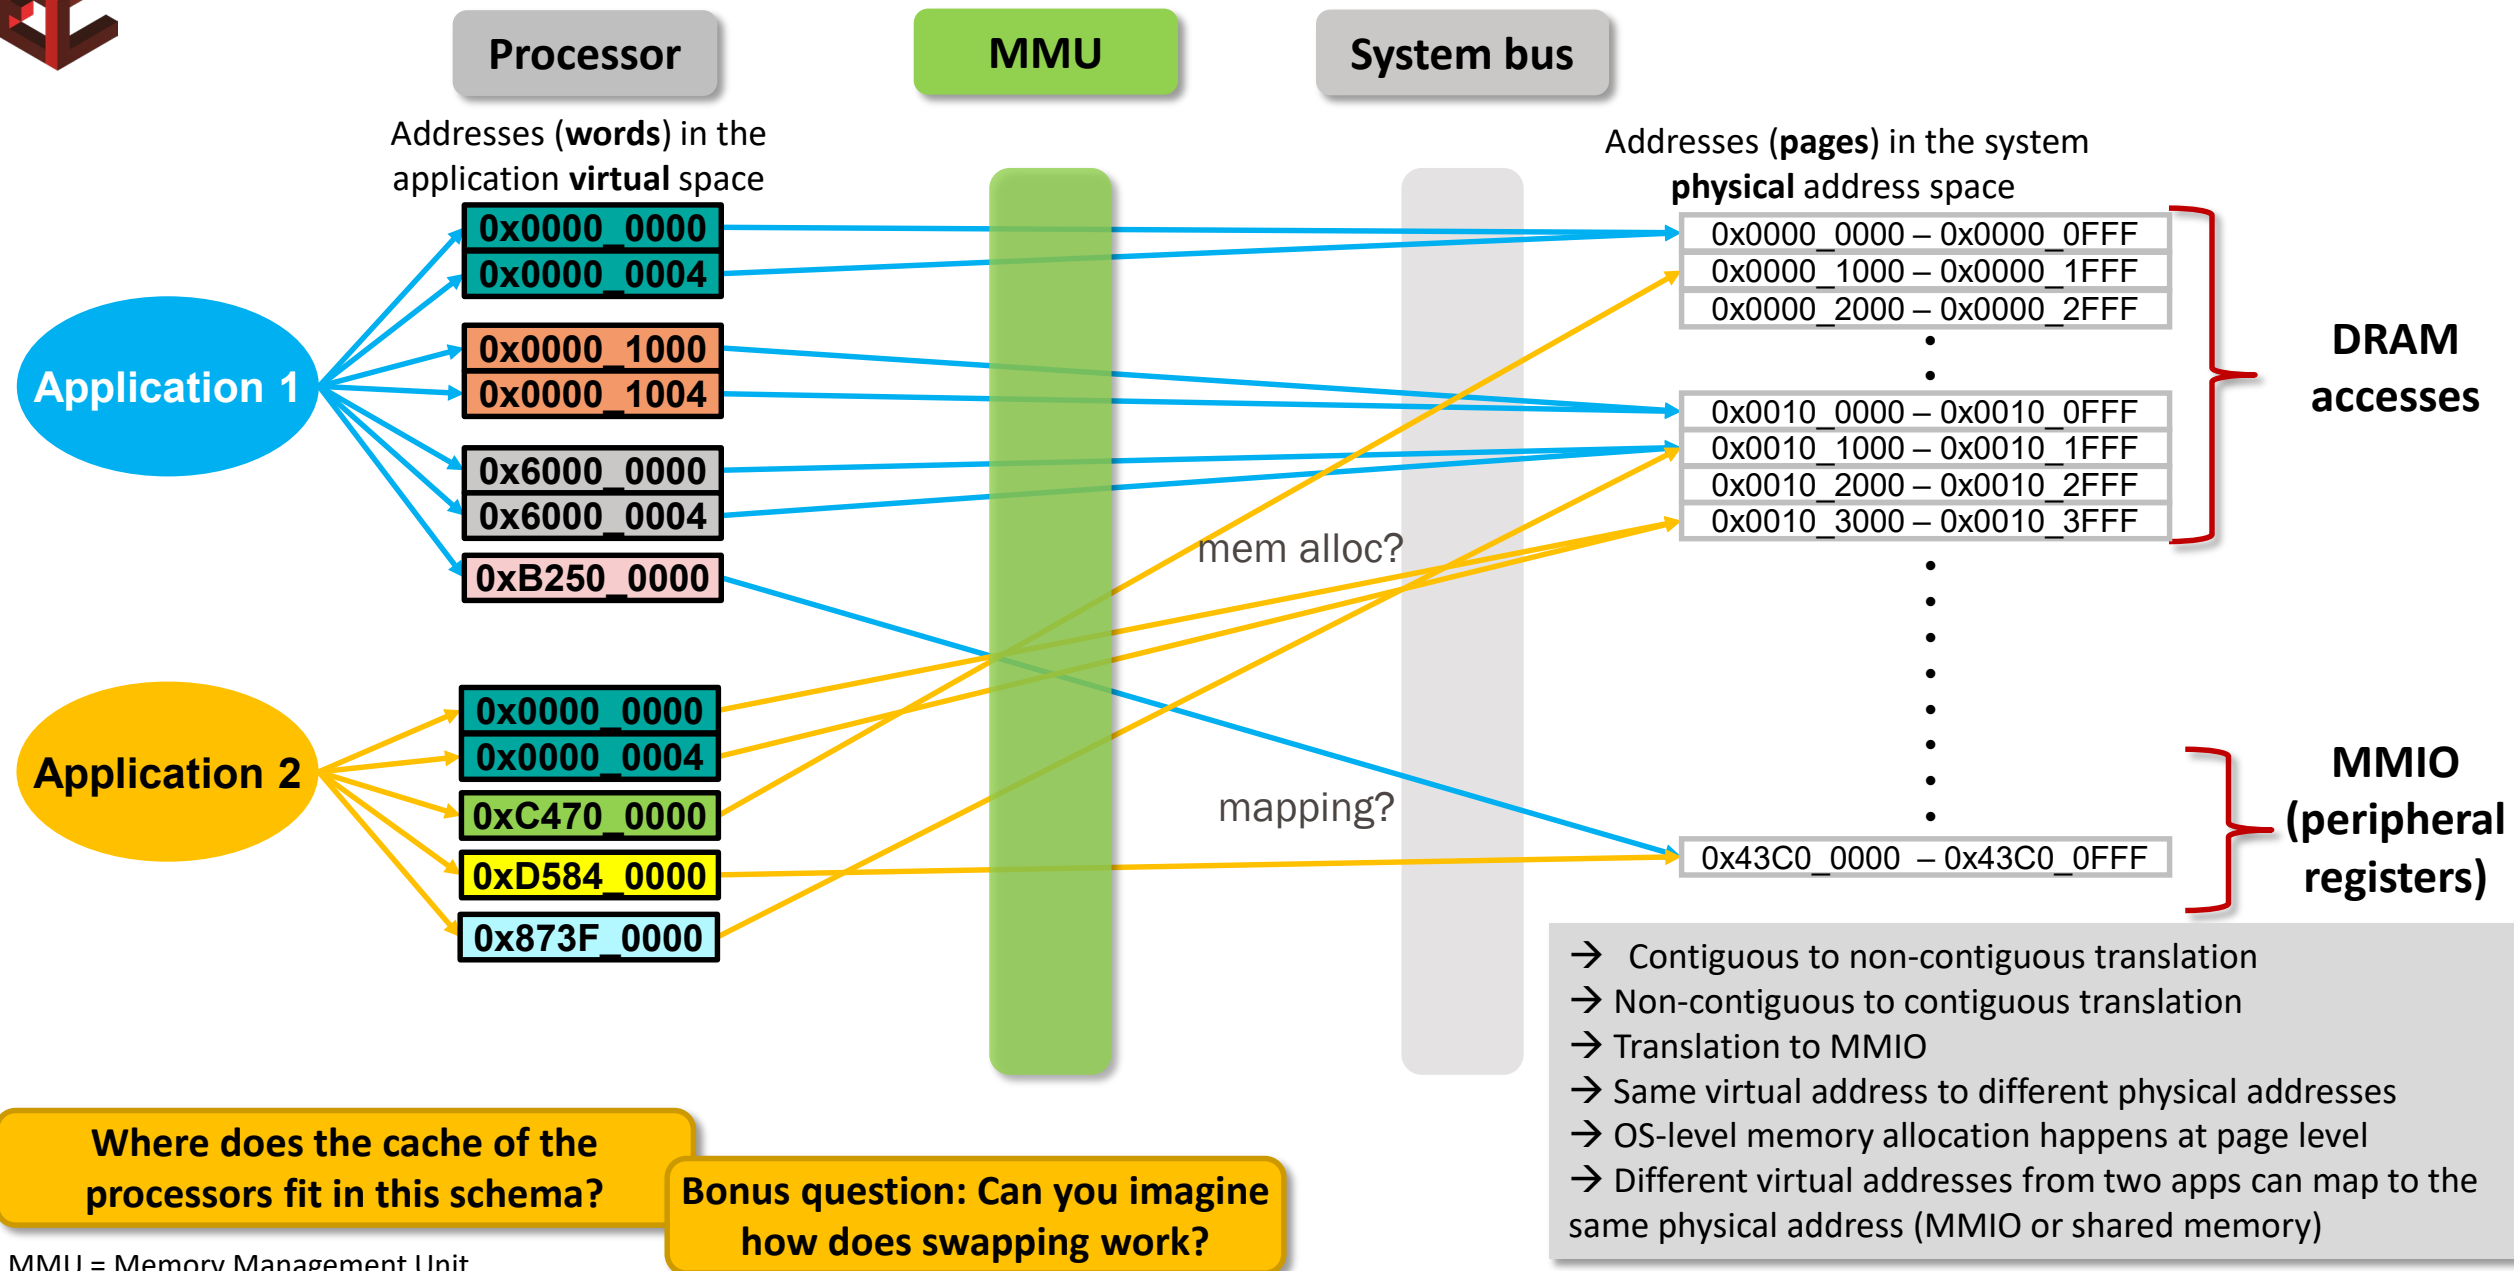 Processor
MMU
System bus
Addresses (words) in the
application virtual space
Addresses (pages) in the system
physical address space
Application 1
0x0000_0000
0x0000_0004
0x0000_1000
0x0000_1004
0x6000_0000
0x6000_0004
0xB250_0000
Application 2
0x0000_0000
0x0000_0004
0xC470_0000
0xD584_0000
0x873F_0000
mem alloc?
mapping?
0x0000_0000 – 0x0000_0FFF
0x0000_1000 – 0x0000_1FFF
0x0000_2000 – 0x0000_2FFF
0x0010_0000 – 0x0010_0FFF
0x0010_1000 – 0x0010_1FFF
0x0010_2000 – 0x0010_2FFF
0x0010_3000 – 0x0010_3FFF
0x43C0_0000 – 0x43C0_0FFF
DRAM
accesses
MMIO
(peripheral
registers)
→ Contiguous to non-contiguous translation
→ Non-contiguous to contiguous translation
→ Translation to MMIO
→ Same virtual address to different physical addresses
→ OS-level memory allocation happens at page level
→ Different virtual addresses from two apps can map to the
same physical address (MMIO or shared memory)
Where does the cache of the
processors fit in this schema?
Bonus question: Can you imagine
how does swapping work?
MMU = Memory Management Unit